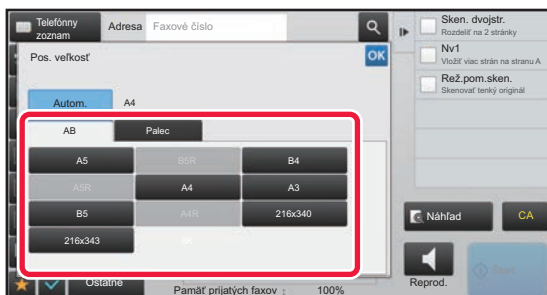 Telefónny
zoznam
Adresa
Faxové číslo
Pos. veľkosť
OK
Autom.
A4
AB
Palec
A5
B5R
B4
A5R
A4
A3
B5
A4R
216x340
216x343
8K
Ostatné
Pamäť prijatých faxov :
100%
Sken. dvojstr.
Rozdeliť na 2 stránky
Nv1
Vložiť viac strán na stranu A
Rež.pom.sken.
Skenovať tenký originál
Náhľad
CA
Reprod.
Start